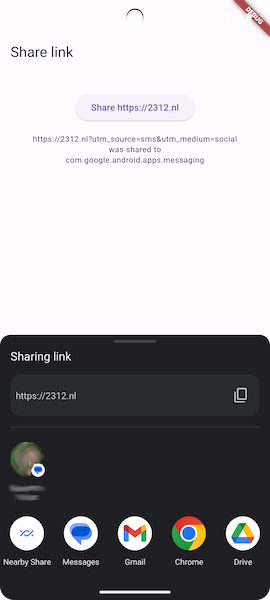 DEBUG
Share link
Share https://2312.nl
https://2312.nl?utm_source=sms&utm_medium=social
was shared to
com.google.android.apps.messaging
Sharing link
https://2312.nl
Nearby Share
Messages
Gmail
Chrome
Drive